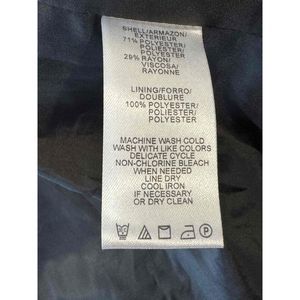 SHELL/ARMAZON/
EXTERIEUR
71% POLYESTER/
POLIESTER/
POLYESTER
29% RAYON/
VISCOSA/
RAYONNE
LINING/FORRO/
DOUBLURE
100% POLYESTER/
POLIESTER/
POLYESTER
MACHINE WASH COLD
WASH WITH LIKE COLORS
DELICATE CYCLE
NON-CHLORINE BLEACH
WHEN NEEDED
LINE DRY
COOL IRON
IF NECESSARY
OR DRY CLEAN
P